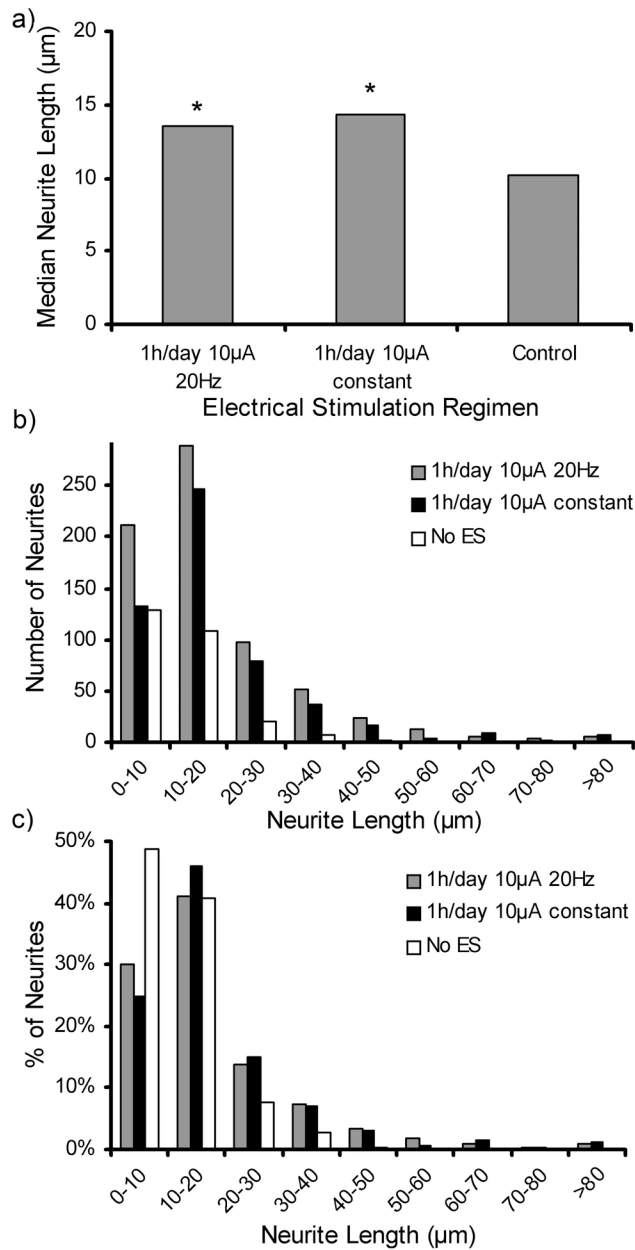 a)
Median Neurite Length (µm)
20
15
10
5
0
*
*
1h/day 10µA
20Hz
1h/day 10µA
constant
Control
Electrical Stimulation Regimen
b)
Number of Neurites
250
200
150
100
50
0
1h/day 10µA 20Hz
1h/day 10µA constant
No ES
0-10
10-20
20-30
30-40
40-50
50-60
60-70
70-80
>80
Neurite Length (µm)
c)
% of Neurites
50%
40%
30%
20%
10%
0%
1h/day 10µA 20Hz
1h/day 10µA constant
No ES
0-10
10-20
20-30
30-40
40-50
50-60
60-70
70-80
>80
Neurite Length (µm)